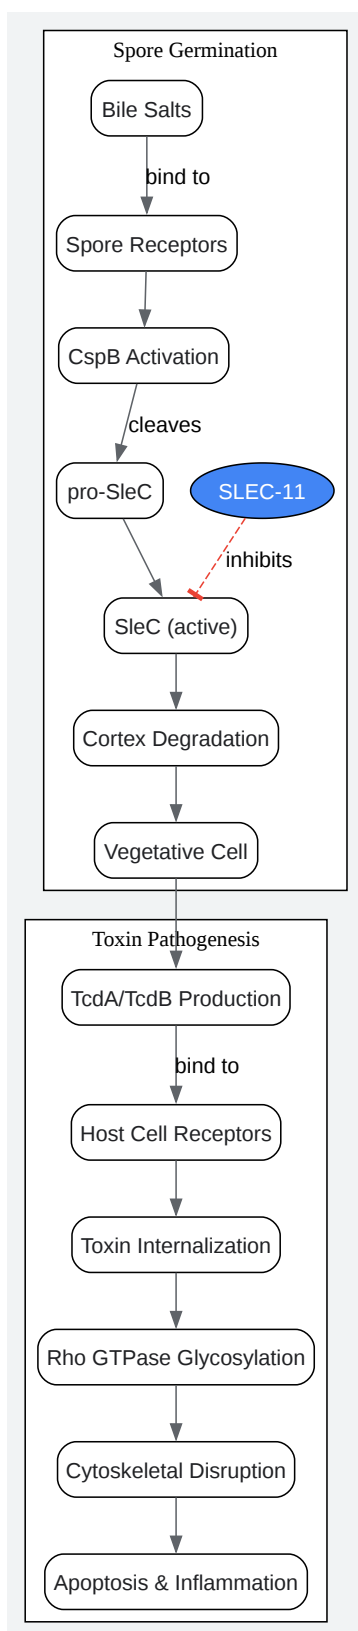 Spore Germination
Bile Salts
bind to
Spore Receptors
CspB Activation
cleaves
pro-SleC
SLEC-11
inhibits
SleC (active)
Cortex Degradation
Vegetative Cell
Toxin Pathogenesis
TcdA/TcdB Production
bind to
Host Cell Receptors
Toxin Internalization
Rho GTPase Glycosylation
Cytoskeletal Disruption
Apoptosis & Inflammation